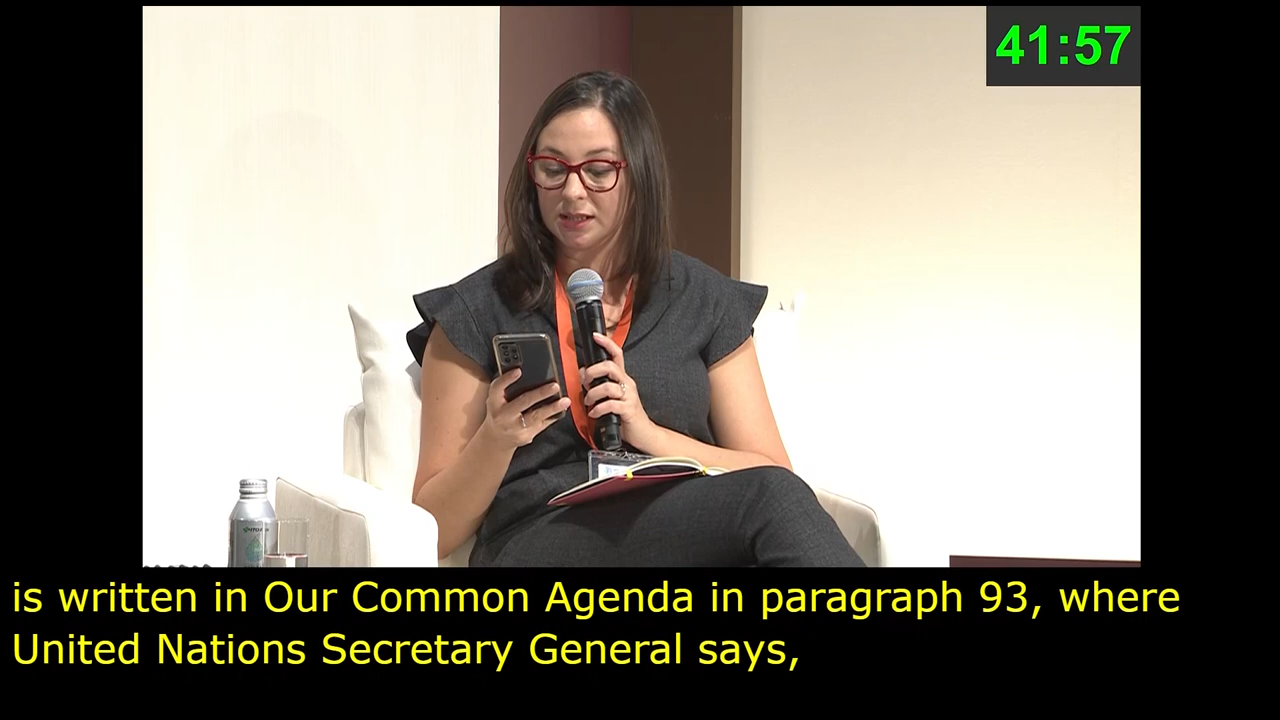 41:57
is written in Our Common Agenda in paragraph 93, where
United Nations Secretary General says,